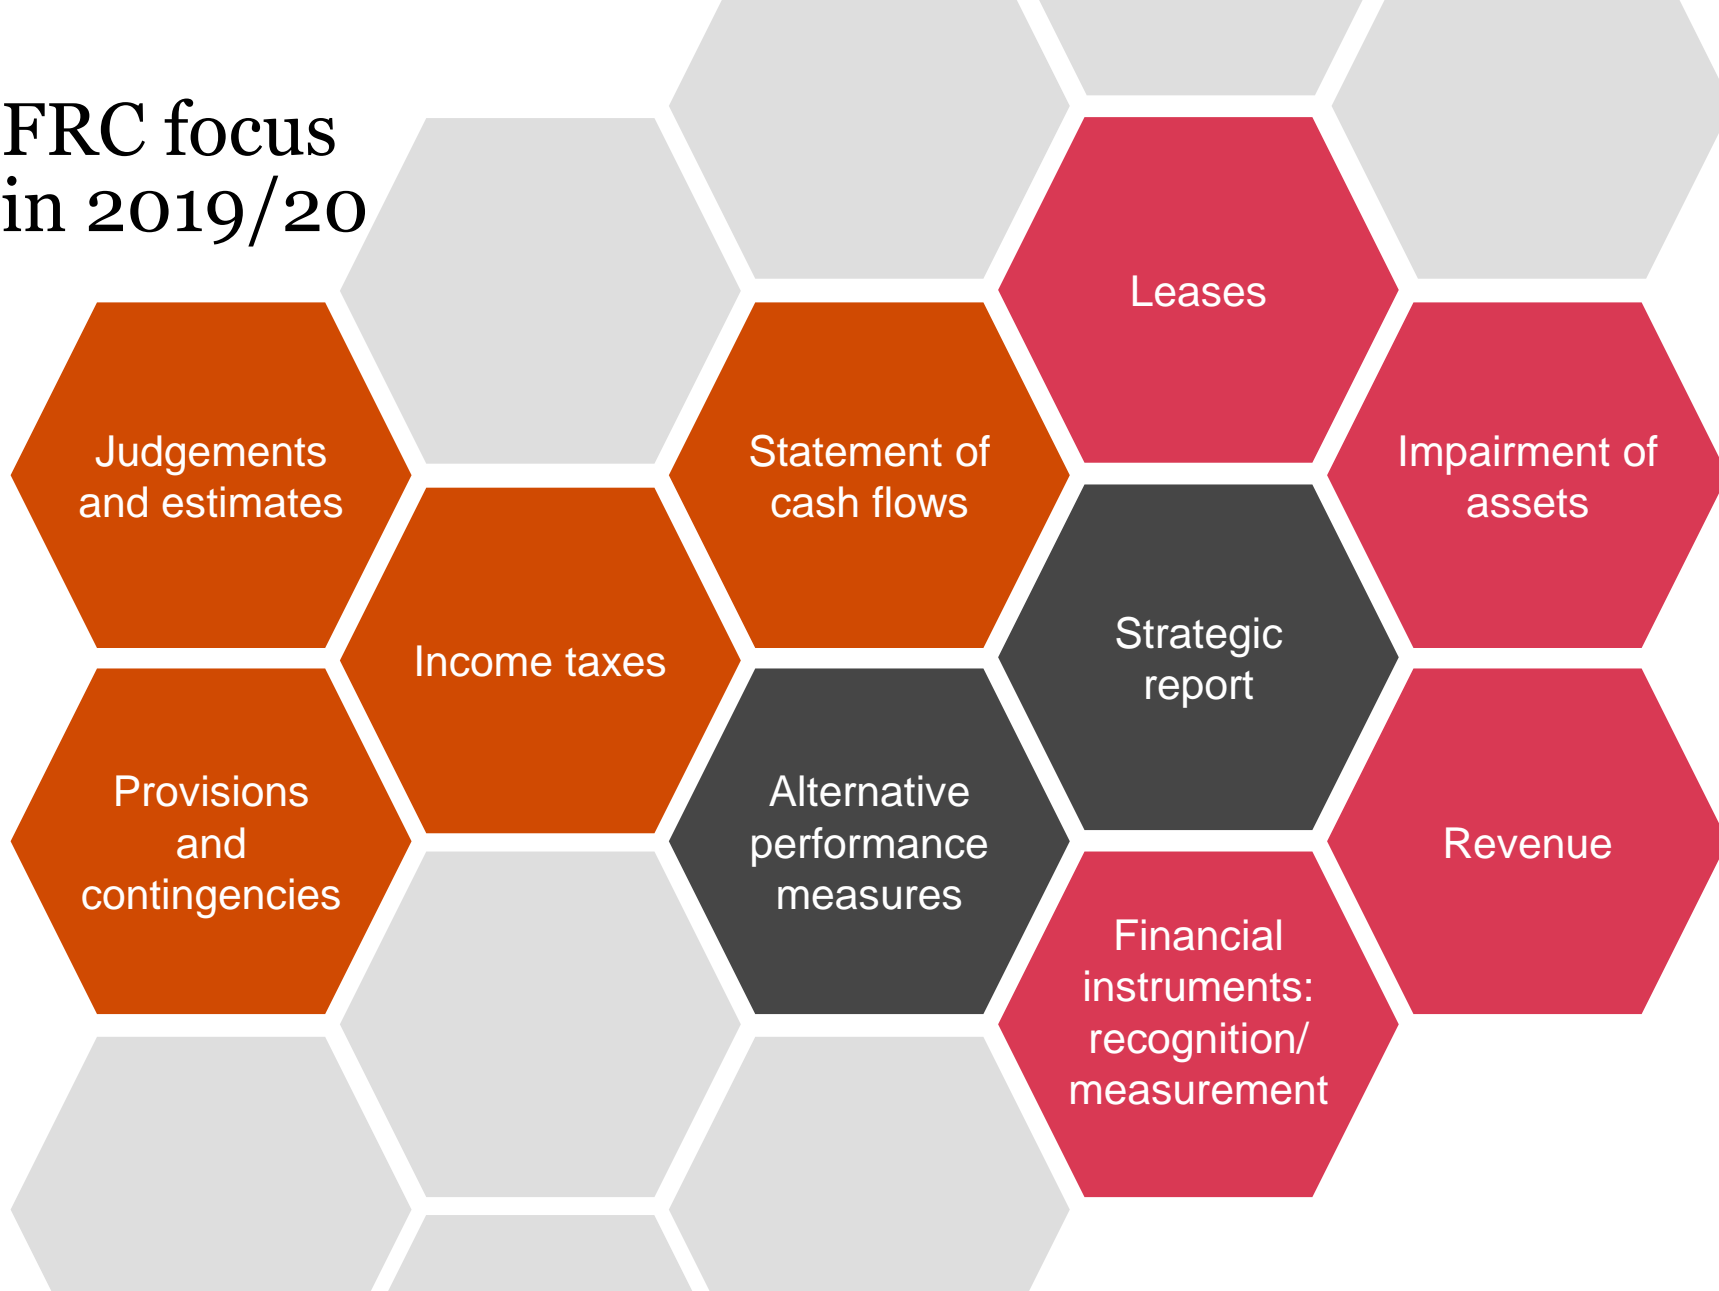 FRC focus
in 2019/20
Leases
Judgements
and estimates
Statement of
cash flows
Impairment of
assets
Income taxes
Strategic
report
Provisions
and
contingencies
Alternative
performance
measures
Revenue
Financial
instruments:
recognition/
measurement